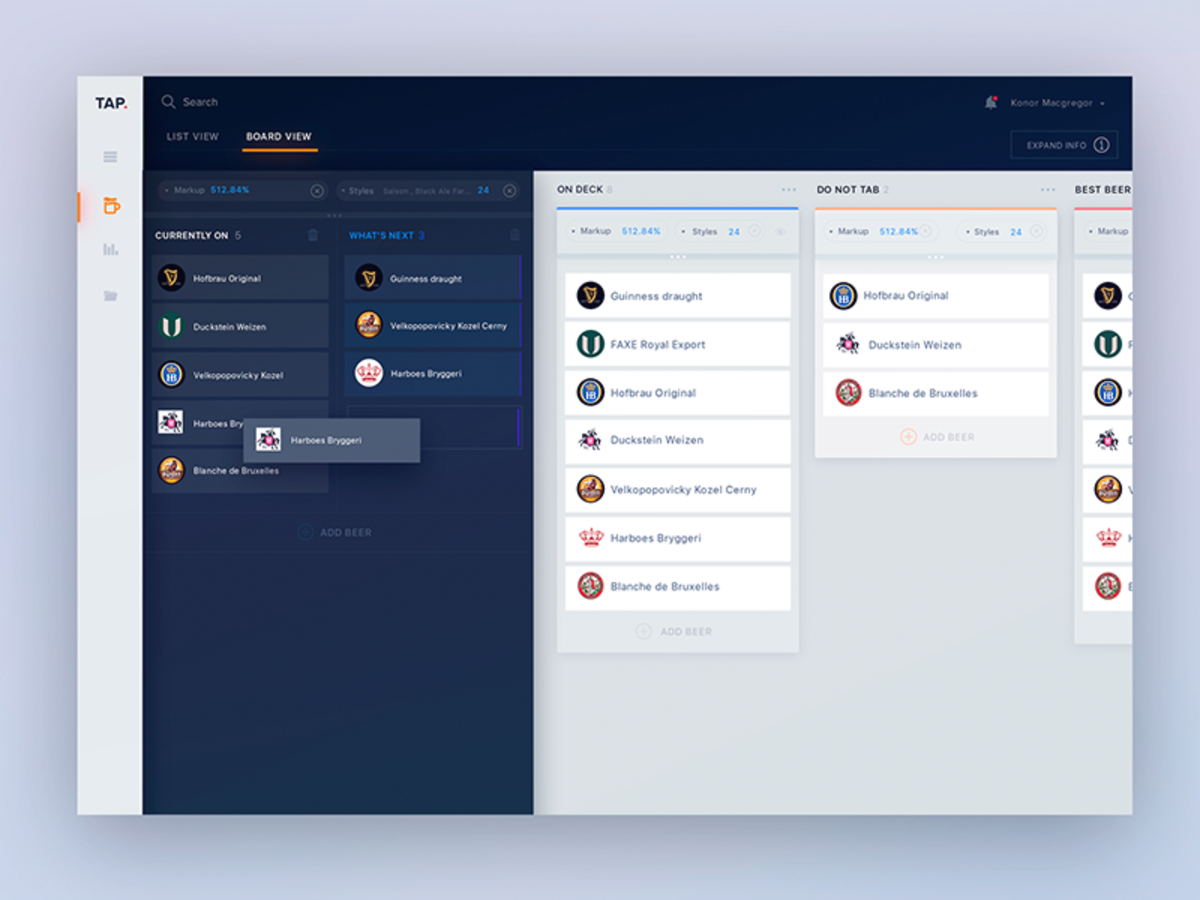 TAP.
Search
Konor Macgregor
LIST VIEW
BOARD VIEW
EXPAND INFO
Markup 512.84%
Styles Saison , Black Ale Far... 24
CURRENTLY ON 5
Hofbrau Original
Duckstein Weizen
Velkopopovicky Kozel
Harboes Bry
Blanche de Bruxelles
WHAT'S NEXT 3
Guinness draught
Velkopopovicky Kozel Cerny
Harboes Bryggeri
Harboes Bryggeri
ADD BEER
ON DECK 8
Markup 512.84%
Styles 24
Guinness draught
FAXE Royal Export
Hofbrau Original
Duckstein Weizen
Velkopopovicky Kozel Cerny
Harboes Bryggeri
Blanche de Bruxelles
ADD BEER
DO NOT TAB 2
Markup 512.84%
Styles 24
Hofbrau Original
Duckstein Weizen
Blanche de Bruxelles
ADD BEER
BEST BEER
Markup